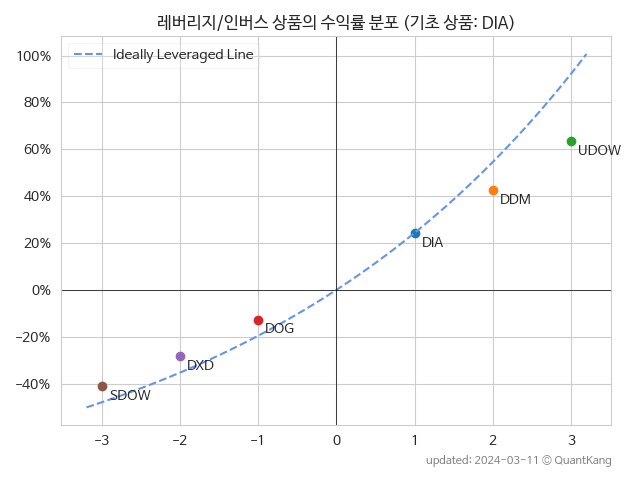 레버리지/인버스 상품의 수익률 분포 (기초 상품: DIA)
Ideally Leveraged Line
100%
80%
60%
40%
20%
0%
−20%
−40%
UDOW
DDM
DIA
DOG
DXD
SDOW
−3 −2 −1 0 1 2 3
updated: 2024-03-11 © QuantKang